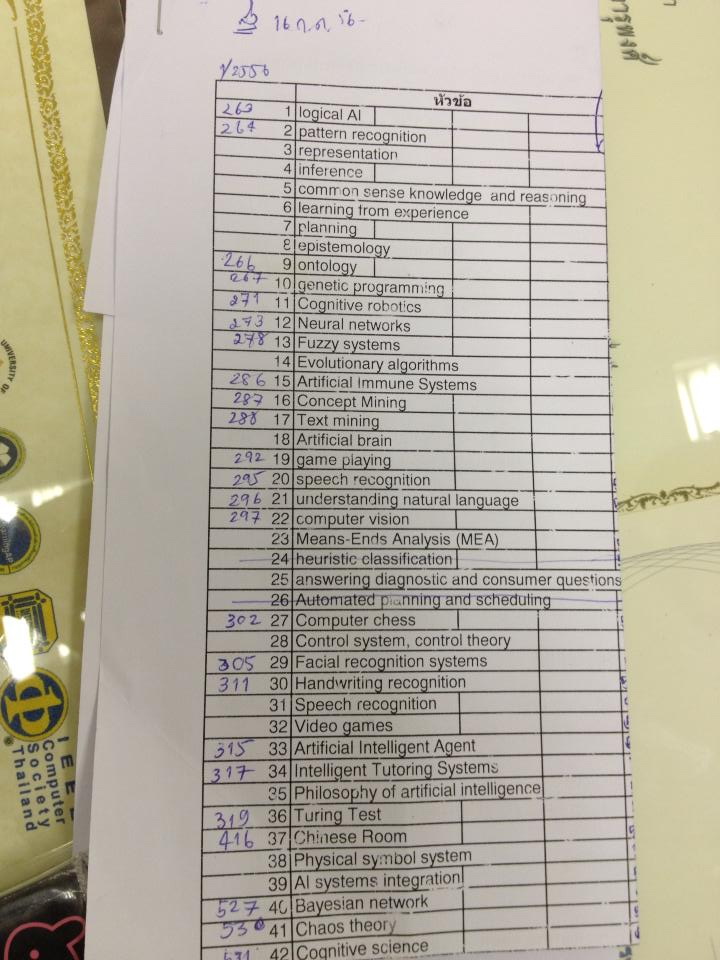 16 ก.ค. 56
1/2556
หัวข้อ
263 1 logical AI
264 2 pattern recognition
3 representation
4 inference
5 common sense knowledge and reasoning
6 learning from experience
7 planning
8 epistemology
266 9 ontology
267 10 genetic programming
271 11 Cognitive robotics
273 12 Neural networks
278 13 Fuzzy systems
14 Evolutionary algorithms
286 15 Artificial Immune Systems
287 16 Concept Mining
288 17 Text mining
18 Artificial brain
292 19 game playing
295 20 speech recognition
296 21 understanding natural language
297 22 computer vision
23 Means-Ends Analysis (MEA)
24 heuristic classification
25 answering diagnostic and consumer questions
26 Automated planning and scheduling
302 27 Computer chess
28 Control system, control theory
305 29 Facial recognition systems
311 30 Handwriting recognition
31 Speech recognition
32 Video games
315 33 Artificial Intelligent Agent
317 34 Intelligent Tutoring Systems
35 Philosophy of artificial intelligence
319 36 Turing Test
416 37 Chinese Room
38 Physical symbol system
39 AI systems integration
527 40 Bayesian network
530 41 Chaos theory
531 42 Cognitive science
UNIVERSITY OF
Computer
Society
Thailand